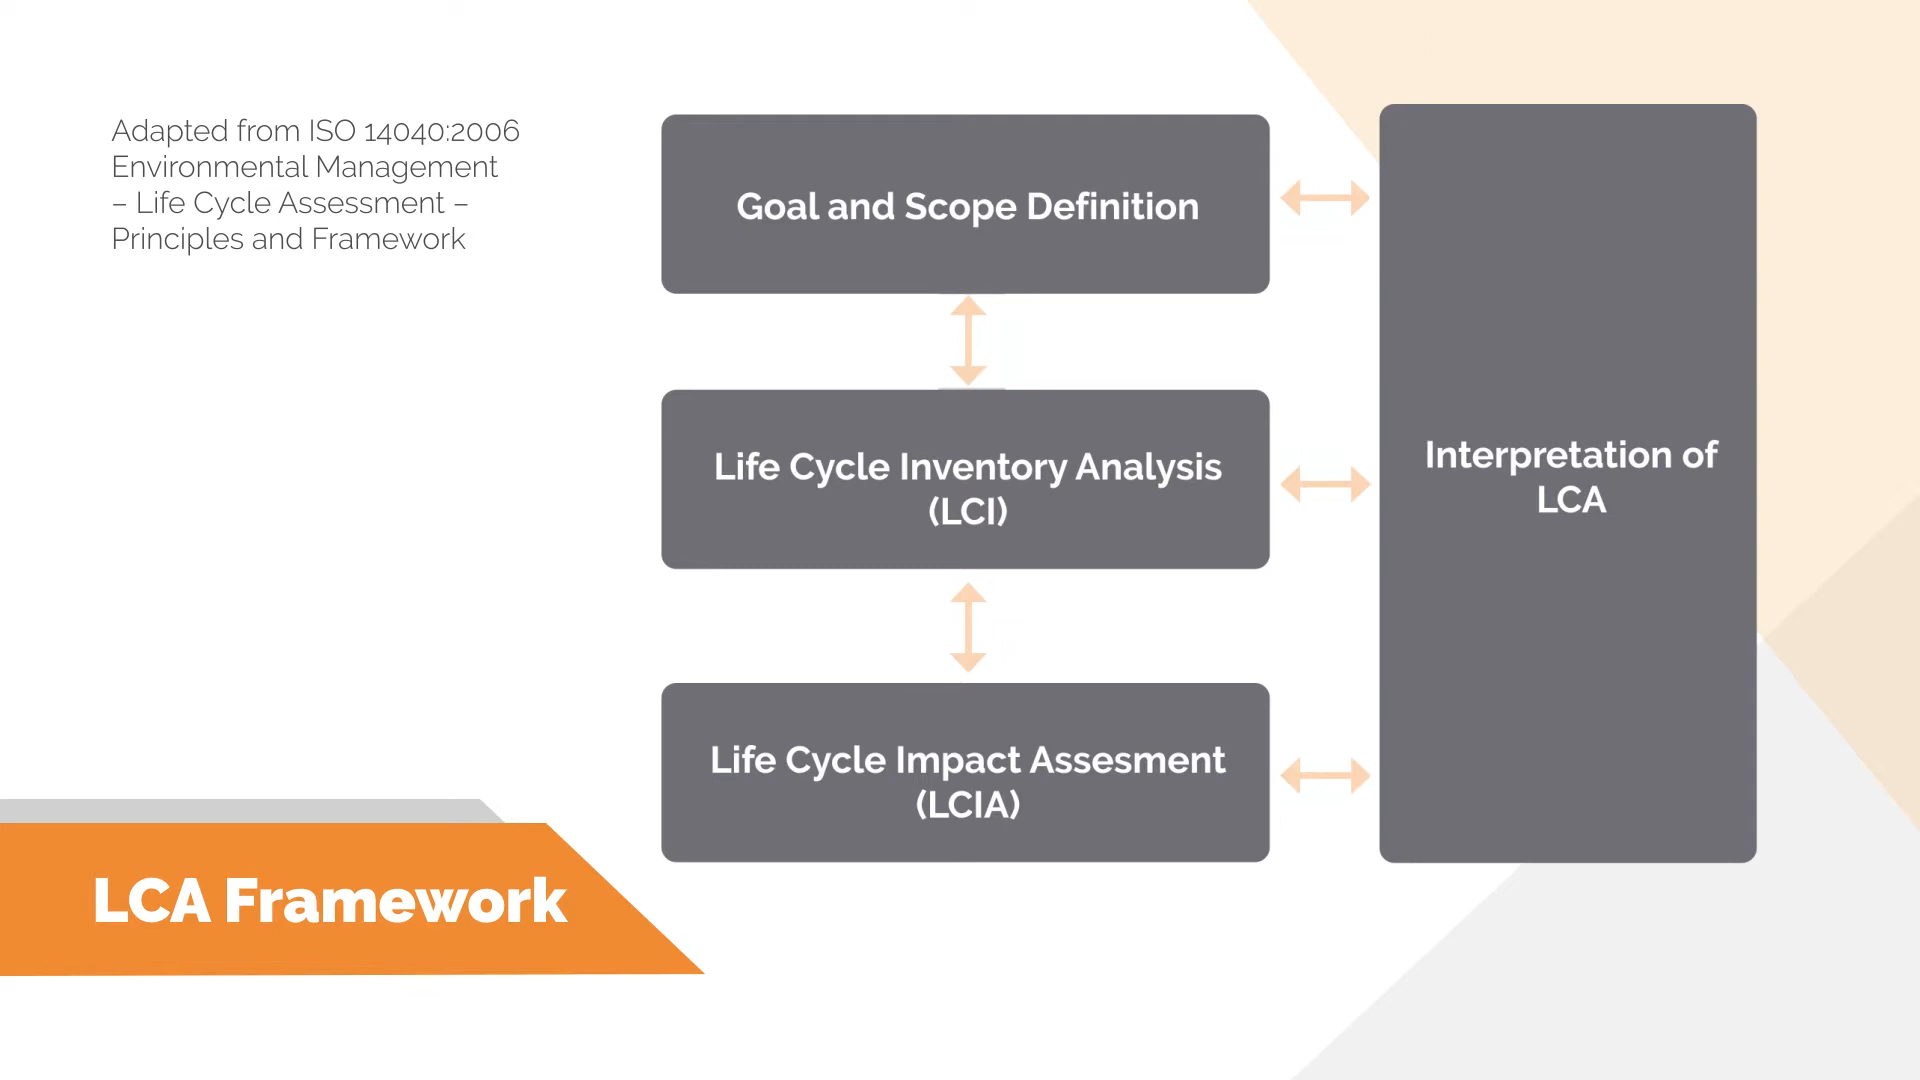 Adapted from ISO 14040:2006
Environmental Management
– Life Cycle Assessment –
Principles and Framework
Goal and Scope Definition
Life Cycle Inventory Analysis
(LCI)
Life Cycle Impact Assesment
(LCIA)
Interpretation of
LCA
LCA Framework